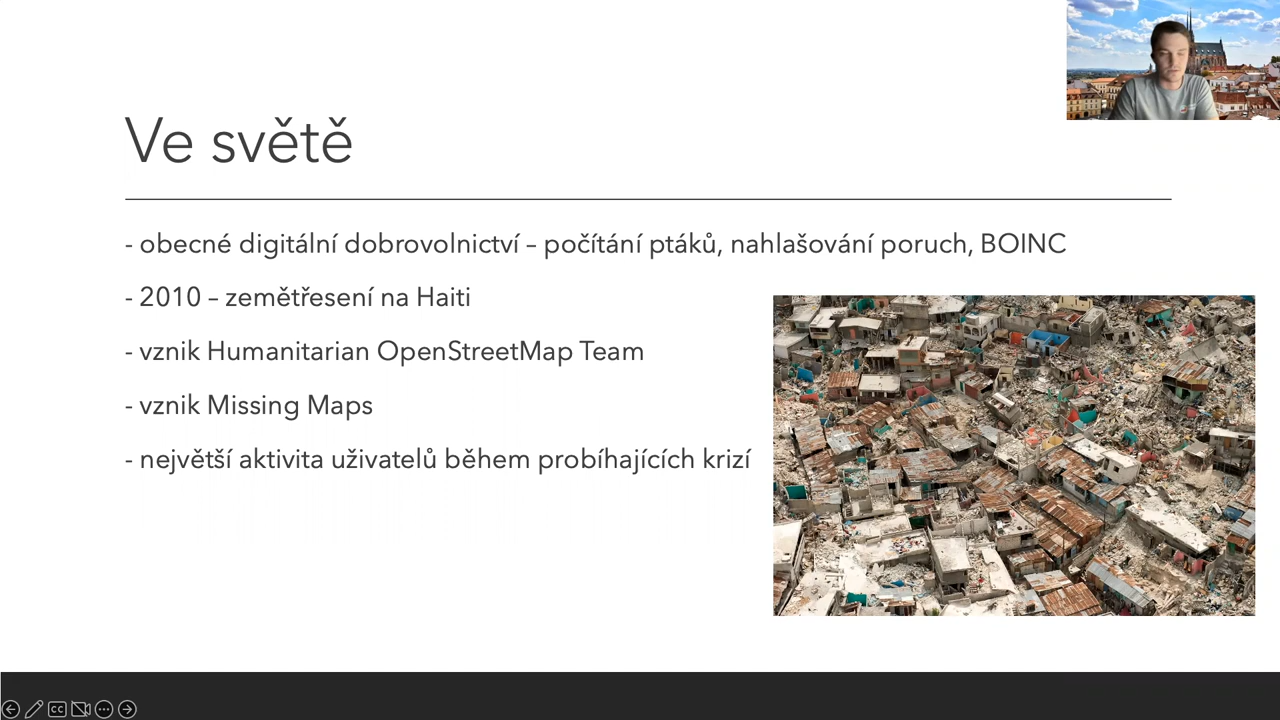 Ve světě
- obecné digitální dobrovolnictví – počítání ptáků, nahlašování poruch, BOINC
- 2010 – zemětřesení na Haiti
- vznik Humanitarian OpenStreetMap Team
- vznik Missing Maps
- největší aktivita uživatelů během probíhajících krizí
CC